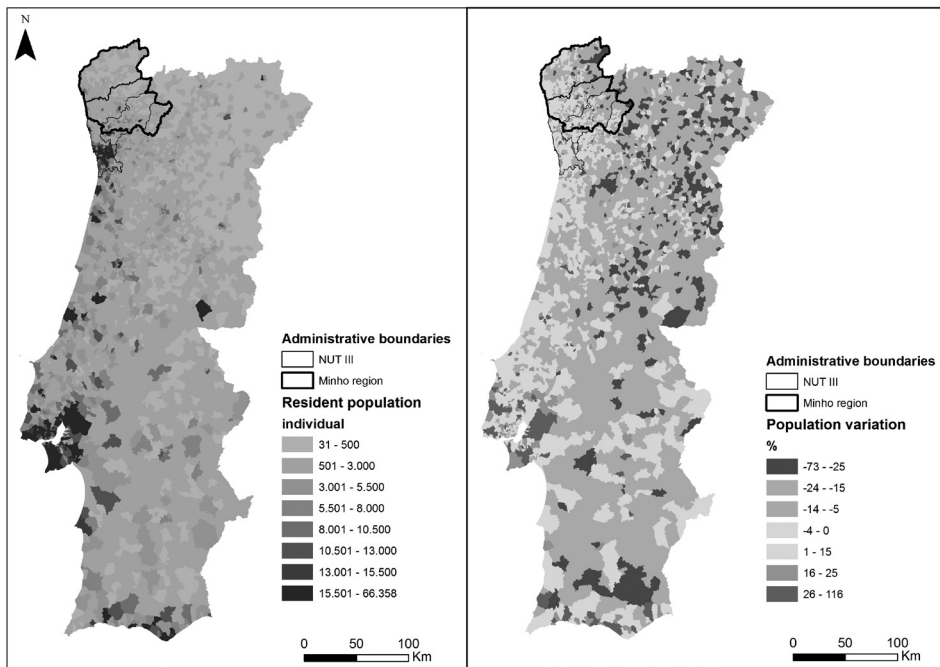 N
Administrative boundaries
NUT III
Minho region
Resident population
individual
31 - 500
501 - 3.000
3.001 - 5.500
5.501 - 8.000
8.001 - 10.500
10.501 - 13.000
13.001 - 15.500
15.501 - 66.358
0 50 100
Km
Administrative boundaries
NUT III
Minho region
Population variation
%
-73 - -25
-24 - -15
-14 - -5
-4 - 0
1 - 15
16 - 25
26 - 116
0 50 100
Km